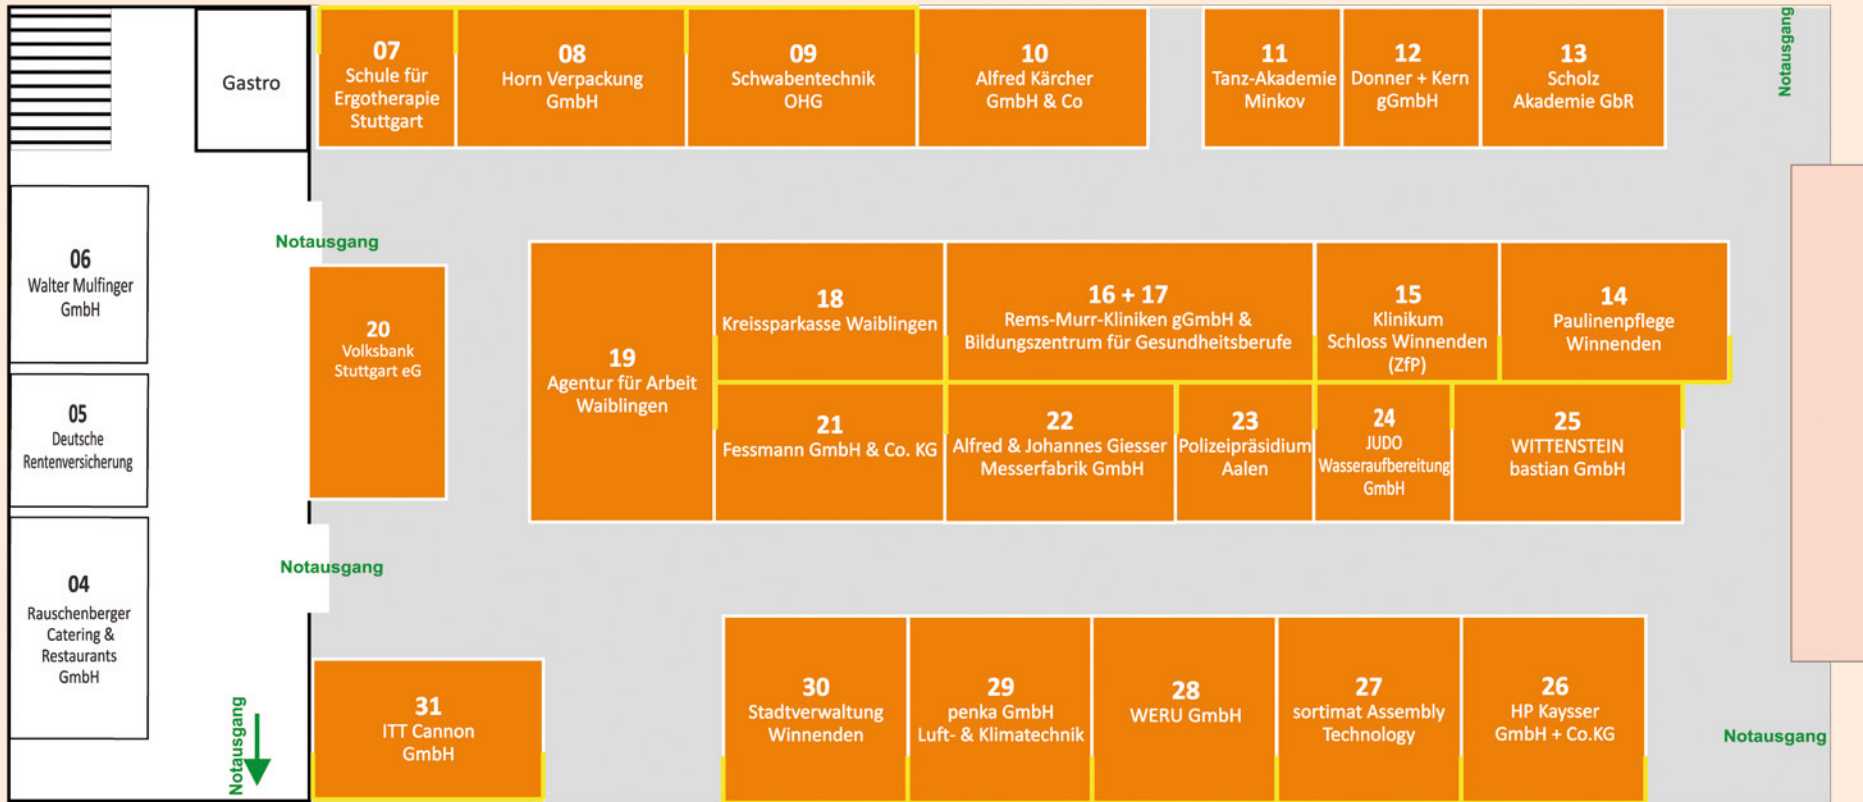 Gastro
07
Schule für
Ergotherapie
Stuttgart
08
Horn Verpackung
GmbH
09
Schwabentechnik
OHG
10
Alfred Kärcher
GmbH & Co
11
Tanz-Akademie
Minkov
12
Donner + Kern
gGmbH
13
Scholz
Akademie GbR
Notausgang
06
Walter Mulfinger
GmbH
Notausgang
20
Volksbank
Stuttgart eG
19
Agentur für Arbeit
Waiblingen
18
Kreissparkasse Waiblingen
16 + 17
Rems-Murr-Kliniken gGmbH &
Bildungszentrum für Gesundheitsberufe
15
Klinikum
Schloss Winnenden
(ZfP)
14
Paulinenpflege
Winnenden
05
Deutsche
Rentenversicherung
21
Fessmann GmbH & Co. KG
22
Alfred & Johannes Giesser
Messerfabrik GmbH
23
Polizeipräsidium
Aalen
24
JUDO
Wasseraufbereitung
GmbH
25
WITTENSTEIN
bastian GmbH
Notausgang
04
Rauschenberger
Catering &
Restaurants
GmbH
Notausgang
31
ITT Cannon
GmbH
30
Stadtverwaltung
Winnenden
29
penka GmbH
Luft- & Klimatechnik
28
WERU GmbH
27
sortimat Assembly
Technology
26
HP Kaysser
GmbH + Co.KG
Notausgang